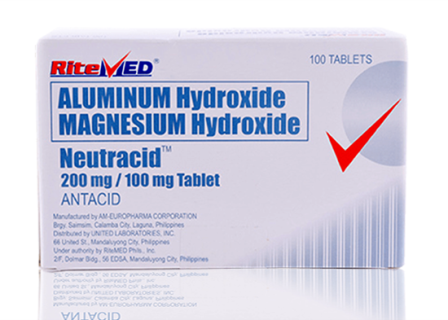 RiteMED®
100 TABLETS
ALUMINUM Hydroxide
MAGNESIUM Hydroxide
Neutracid™
200 mg / 100 mg Tablet
ANTACID
Manufactured by AM-EUROPHARMA CORPORATION
Brgy, Saimsim, Calamba City, Laguna, Philippines
Distributed by UNITED LABORATORIES, INC.
66 United St., Mandaluyong City, Philippines
Under authority by RiteMED Phils., Inc.
2/F, Dolmar Bldg., 56 EDSA, Mandaluyong City, Philippines